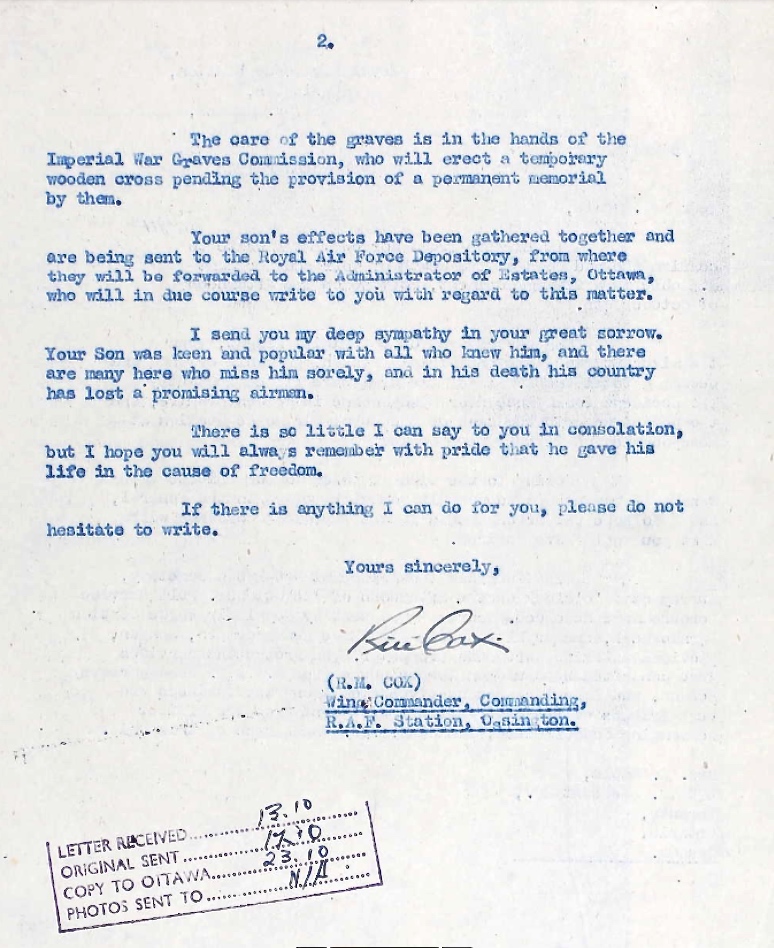 2.
The care of the graves is in the hands of the
Imperial War Graves Commission, who will erect a temporary
wooden cross pending the provision of a permanent memorial
by them.
Your son's effects have been gathered together and
are being sent to the Royal Air Force Depository, from where
they will be forwarded to the Administrator of Estates, Ottawa,
who will in due course write to you with regard to this matter.
I send you my deep sympathy in your great sorrow.
Your Son was keen and popular with all who knew him, and there
are many here who miss him sorely, and in his death his country
has lost a promising airman.
There is so little I can say to you in consolation,
but I hope you will always remember with pride that he gave his
life in the cause of freedom.
If there is anything I can do for you, please do not
hesitate to write.
Yours sincerely,
(R.M. COX)
Wing Commander, Commanding,
R.A.F. Station, Ossington.
LETTER RECEIVED 13.10
ORIGINAL SENT
COPY TO OTTAWA 23.10
PHOTOS SENT TO N/A